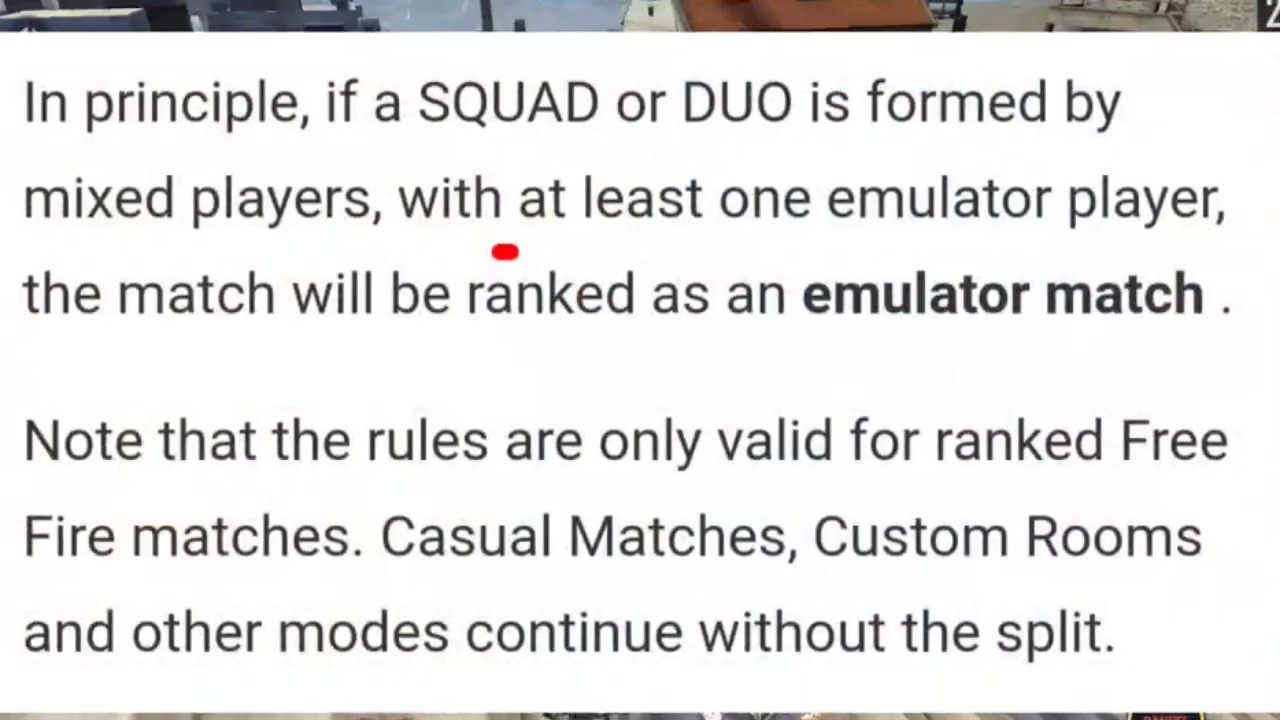 In principle, if a SQUAD or DUO is formed by
mixed players, with at least one emulator player,
the match will be ranked as an emulator match .
Note that the rules are only valid for ranked Free
Fire matches. Casual Matches, Custom Rooms
and other modes continue without the split.